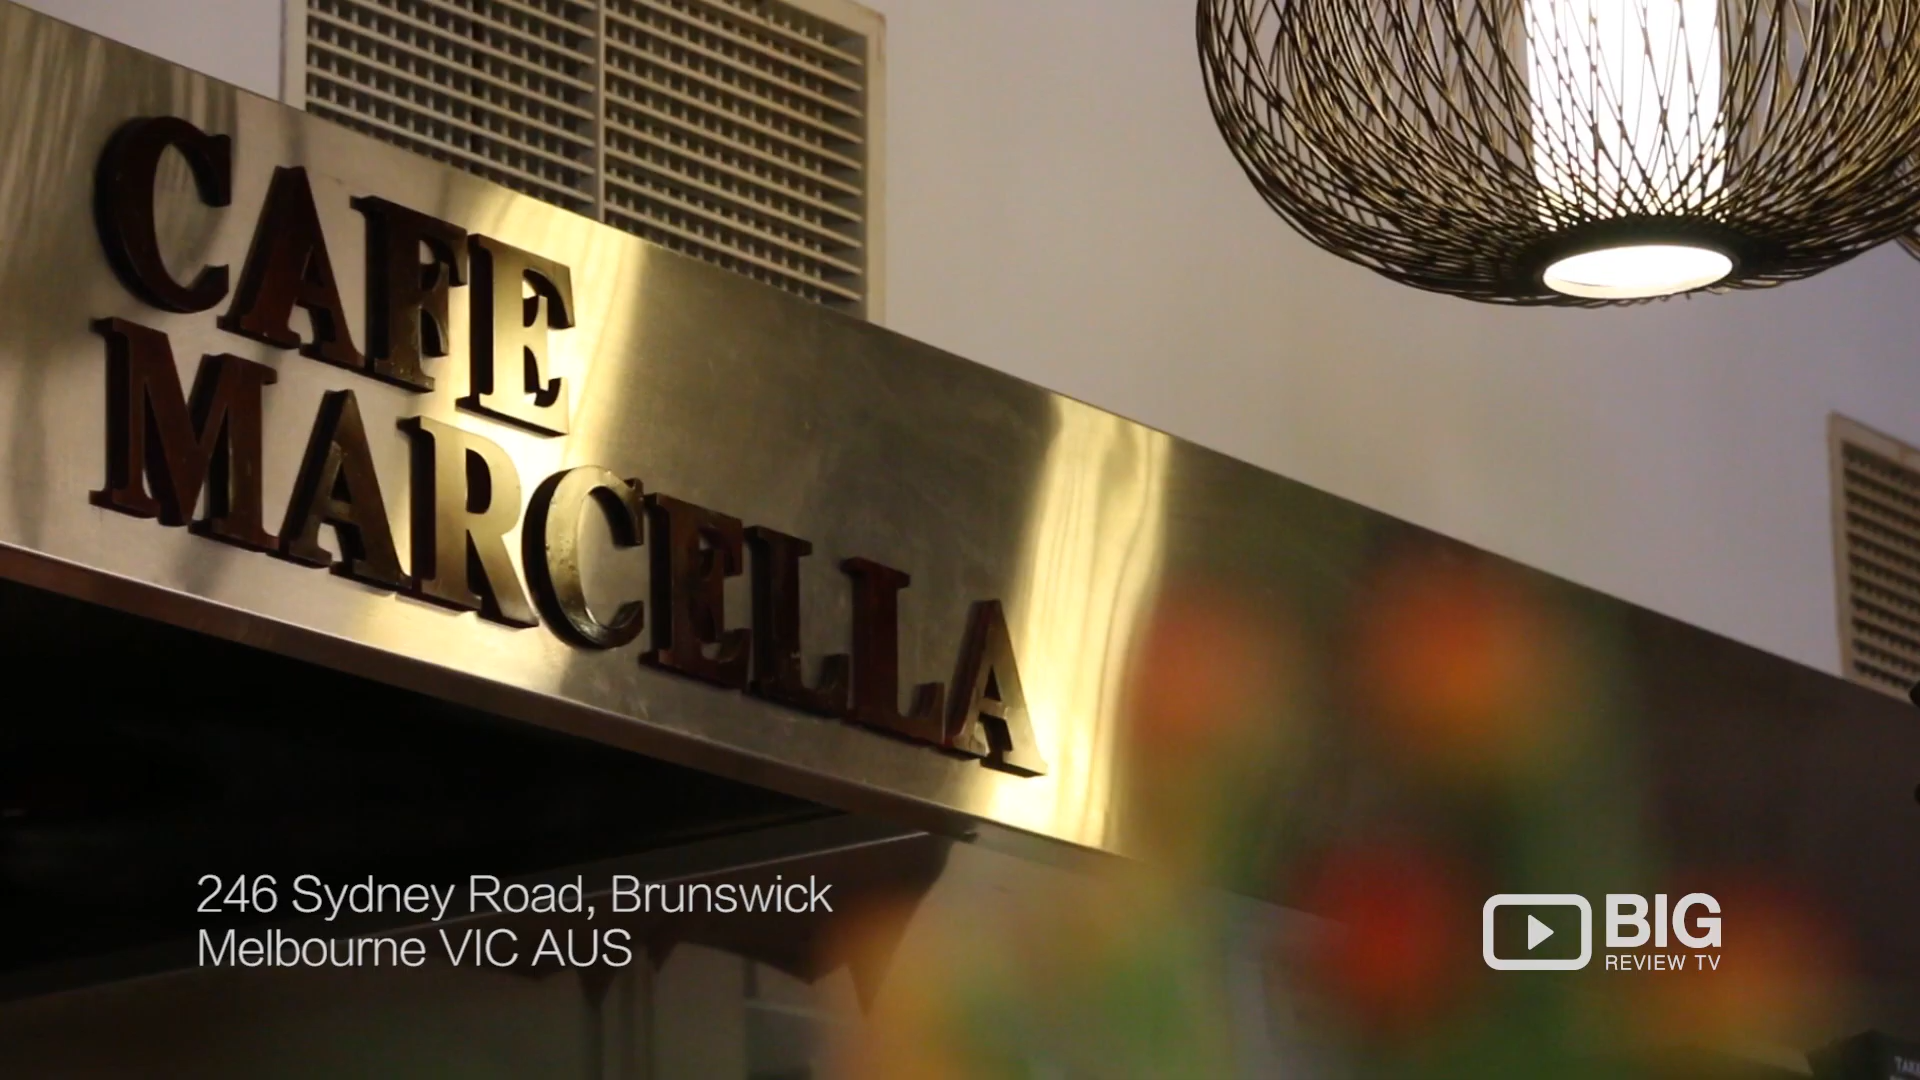 CAFE
MARCELLA
246 Sydney Road, Brunswick
Melbourne VIC AUS
BIG
REVIEW TV